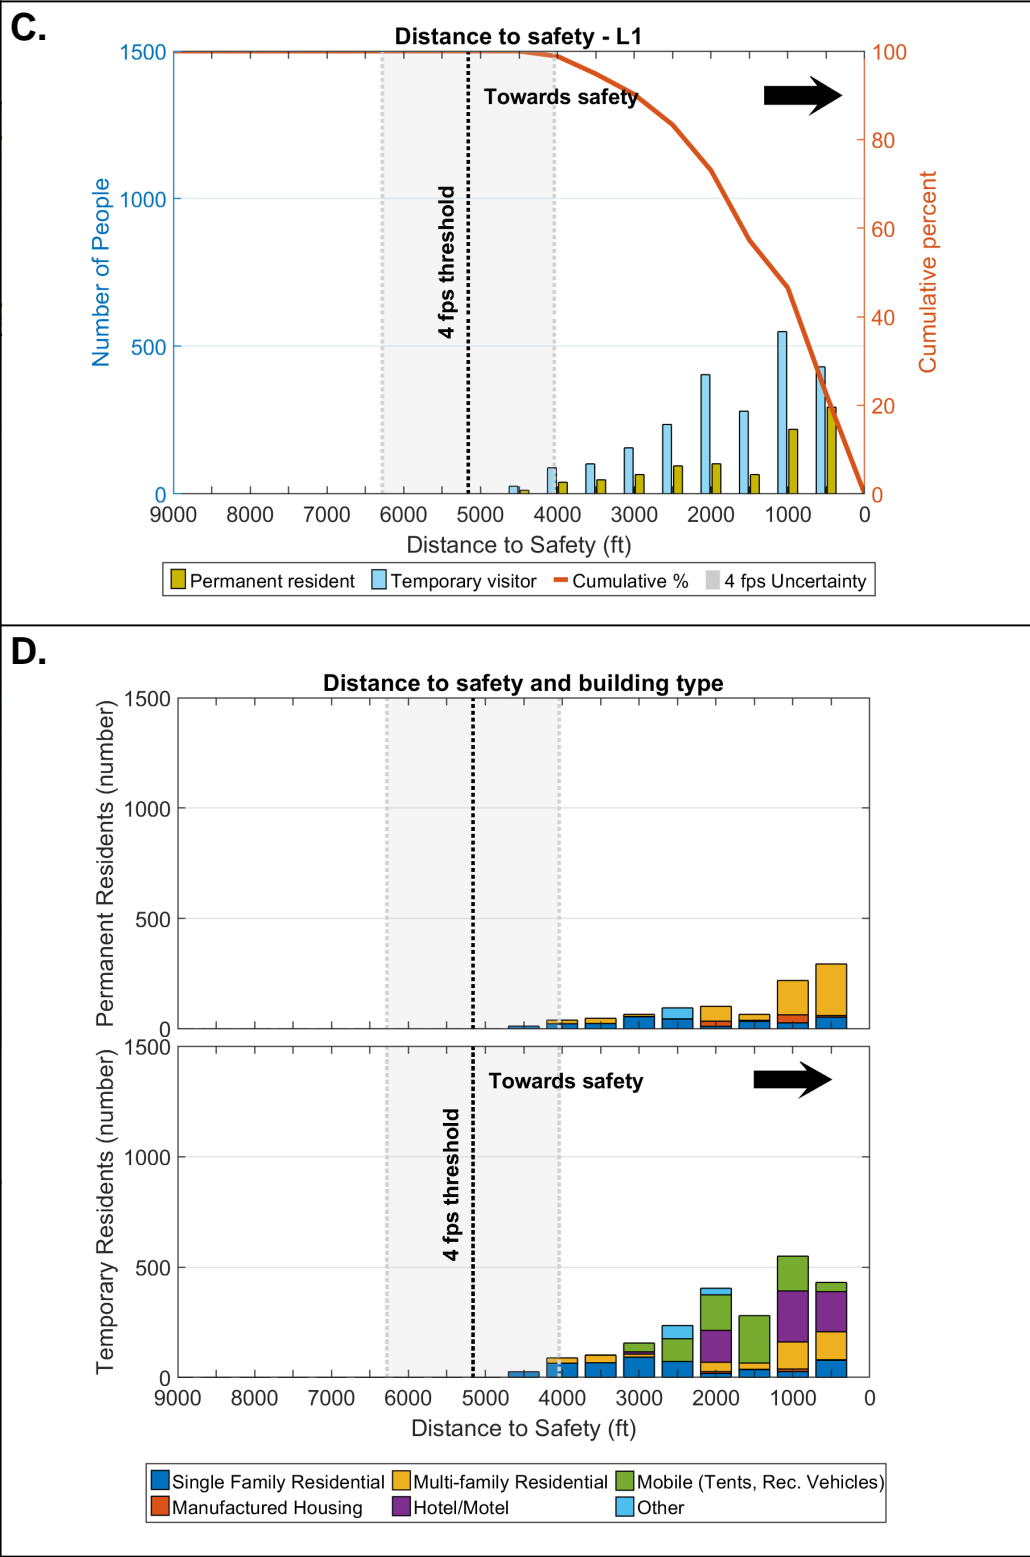 C.
Distance to safety - L1
1500
1000
500
0
Number of People
100
80
60
40
20
0
Cumulative percent
Towards safety
4 fps threshold
9000 8000 7000 6000 5000 4000 3000 2000 1000 0
Distance to Safety (ft)
Permanent resident Temporary visitor Cumulative % 4 fps Uncertainty
D.
Distance to safety and building type
1500
1000
500
0
Permanent Residents (number)
1500
1000
500
0
Temporary Residents (number)
Towards safety
4 fps threshold
9000 8000 7000 6000 5000 4000 3000 2000 1000 0
Distance to Safety (ft)
Single Family Residential Multi-family Residential Mobile (Tents, Rec. Vehicles)
Manufactured Housing Hotel/Motel Other